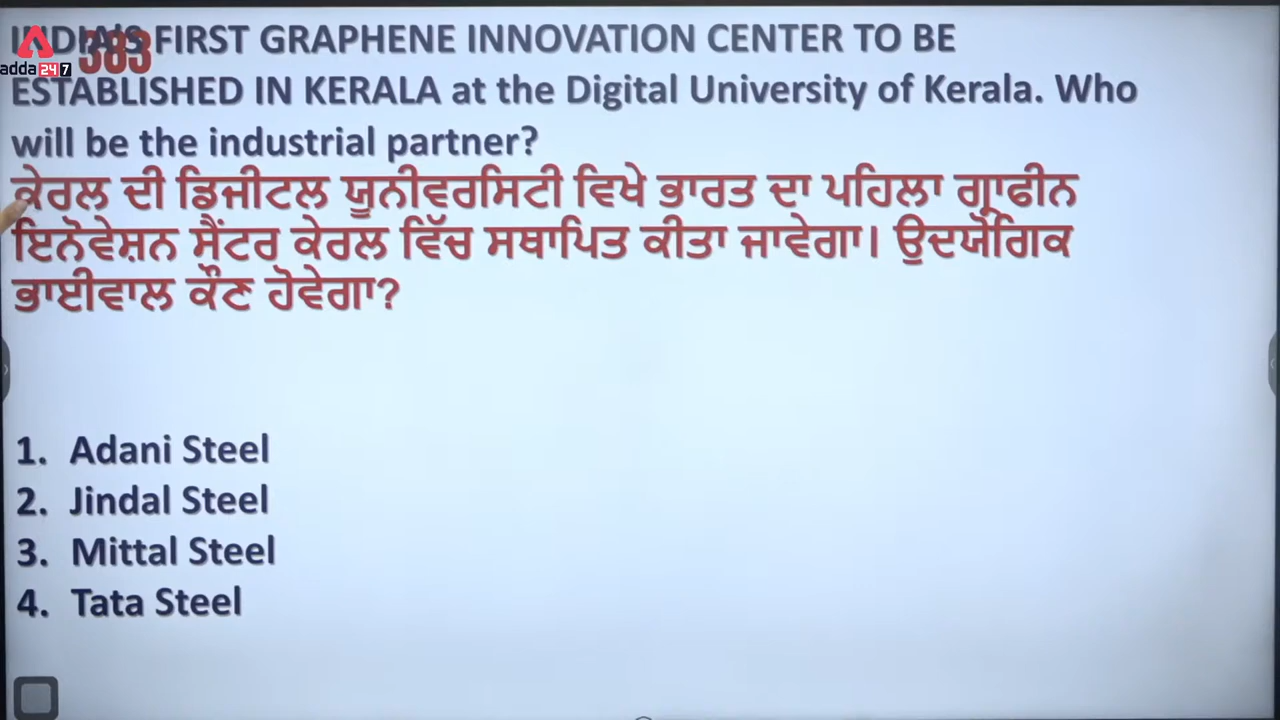 INDIA'S FIRST GRAPHENE INNOVATION CENTER TO BE
383
adda247
ESTABLISHED IN KERALA at the Digital University of Kerala. Who
will be the industrial partner?
ਕੇਰਲ ਦੀ ਡਿਜੀਟਲ ਯੂਨੀਵਰਸਿਟੀ ਵਿਖੇ ਭਾਰਤ ਦਾ ਪਹਿਲਾ ਗ੍ਰਾਫੀਨ
ਇਨੋਵੇਸ਼ਨ ਸੈਂਟਰ ਕੇਰਲ ਵਿੱਚ ਸਥਾਪਿਤ ਕੀਤਾ ਜਾਵੇਗਾ। ਉਦਯੋਗਿਕ
ਭਾਈਵਾਲ ਕੌਣ ਹੋਵੇਗਾ?
1. Adani Steel
2. Jindal Steel
3. Mittal Steel
4. Tata Steel